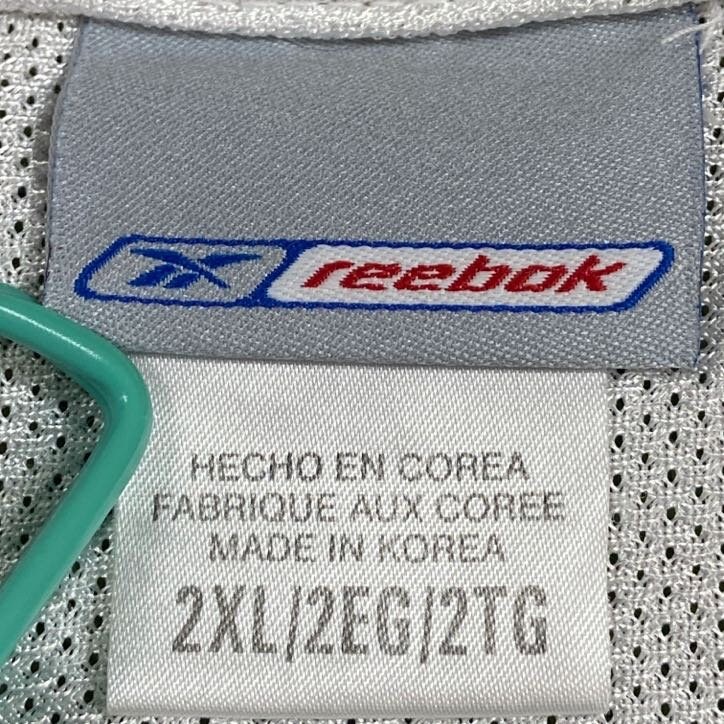 reebok
HECHO EN COREA
FABRIQUE AUX COREE
MADE IN KOREA
2XL/2EG/2TG